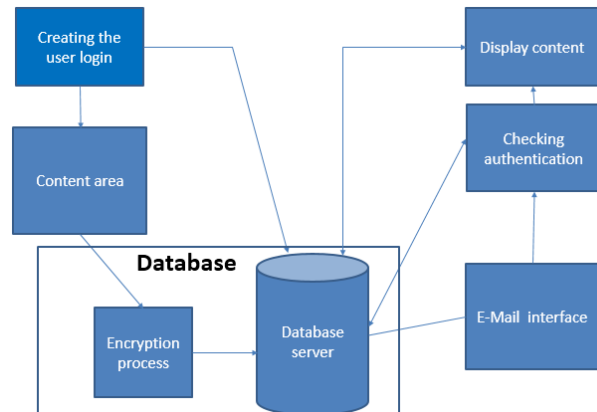 Creating the
user login
Display content
Checking
authentication
Content area
Database
Encryption
process
Database
server
E-Mail interface